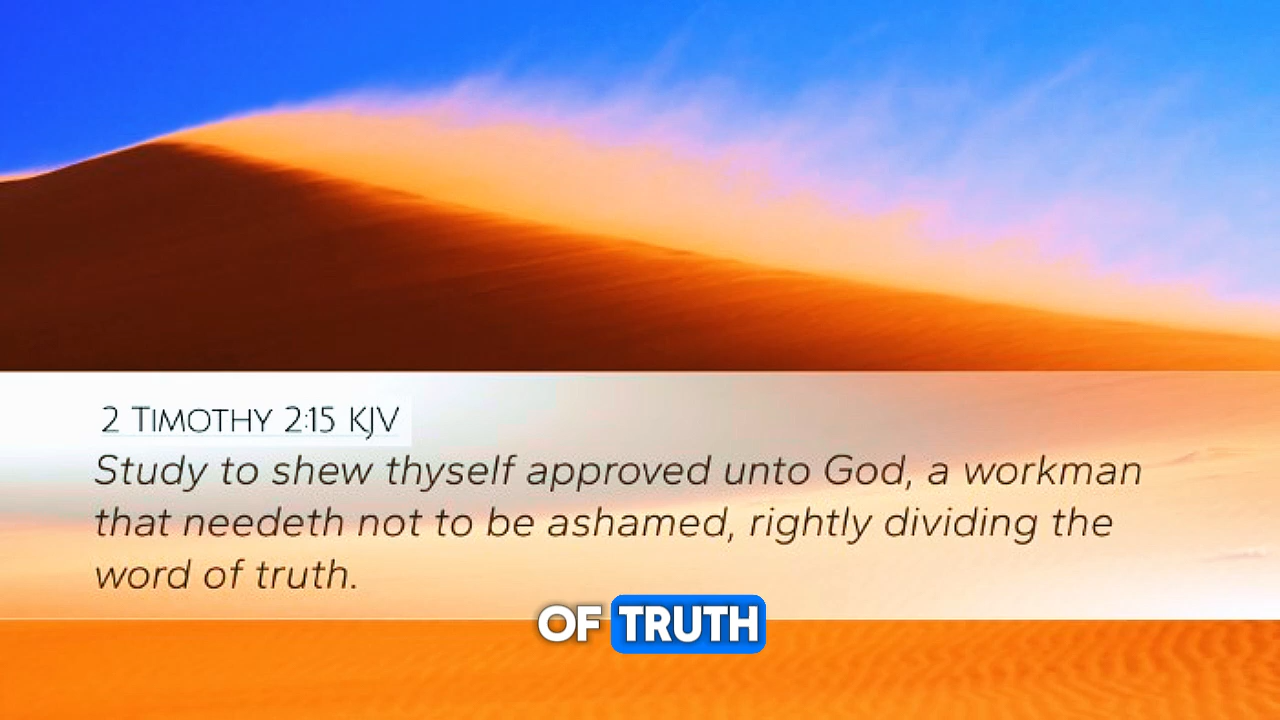 2 Timothy 2:15 KJV
Study to shew thyself approved unto God, a workman
that needeth not to be ashamed, rightly dividing the
word of truth.
OF TRUTH